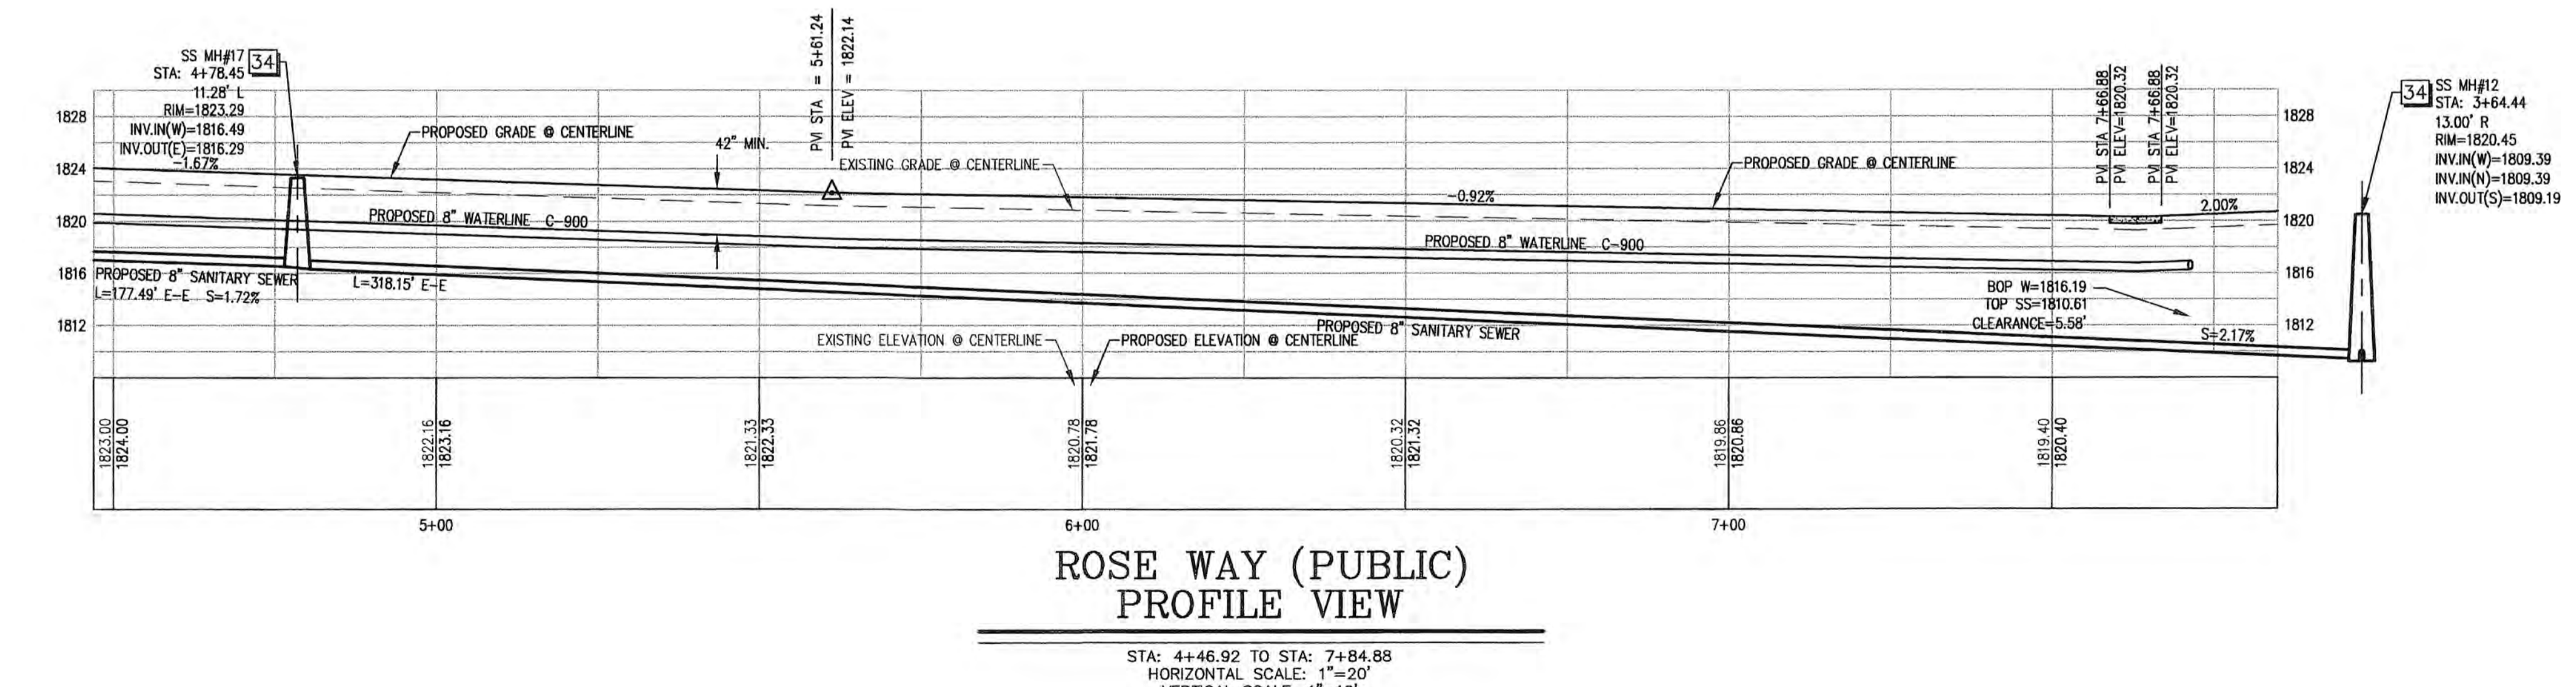 SS MH#17
34
STA: 4+78.45
11.28' L
RIM=1823.29
INV.IN(W)=1816.49
INV.OUT(E)=1816.29
-1.67%
PROPOSED GRADE @ CENTERLINE
42" MIN.
PVI STA = 5+61.24
PVI ELEV = 1822.14
EXISTING GRADE @ CENTERLINE
-0.92%
PROPOSED GRADE @ CENTERLINE
PVI STA 7+66.88
PVI ELEV=1820.32
PVI STA 7+66.88
PVI ELEV=1820.32
2.00%
34
SS MH#12
STA: 3+64.44
13.00' R
RIM=1820.45
INV.IN(W)=1809.39
INV.IN(N)=1809.39
INV.OUT(S)=1809.19
1828
1824
1820
1816
1812
1828
1824
1820
1816
1812
PROPOSED 8" WATERLINE C-900
PROPOSED 8" WATERLINE C-900
PROPOSED 8" SANITARY SEWER
L=177.49' E-E S=1.72%
L=318.15' E-E
BOP W=1816.19
TOP SS=1810.61
CLEARANCE=5.58'
PROPOSED 8" SANITARY SEWER
S=2.17%
EXISTING ELEVATION @ CENTERLINE
PROPOSED ELEVATION @ CENTERLINE
1823.00
1824.00
1822.16
1823.16
1821.33
1822.33
1820.78
1821.78
1820.32
1821.32
1819.86
1820.86
1819.40
1820.40
5+00
6+00
7+00
ROSE WAY (PUBLIC)
PROFILE VIEW
STA: 4+46.92 TO STA: 7+84.88
HORIZONTAL SCALE: 1"=20'